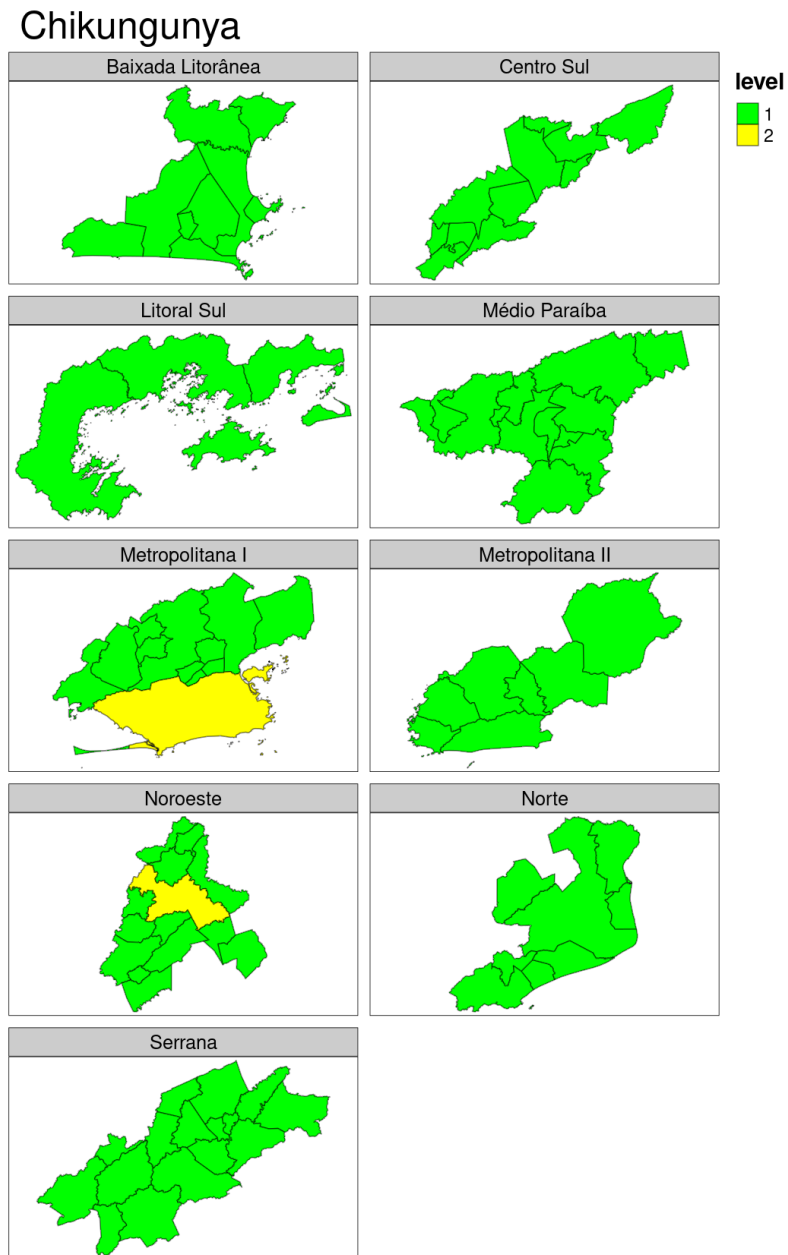 Chikungunya
Baixada Litorânea
Centro Sul
level
1
2
Litoral Sul
Médio Paraíba
Metropolitana I
Metropolitana II
Noroeste
Norte
Serrana